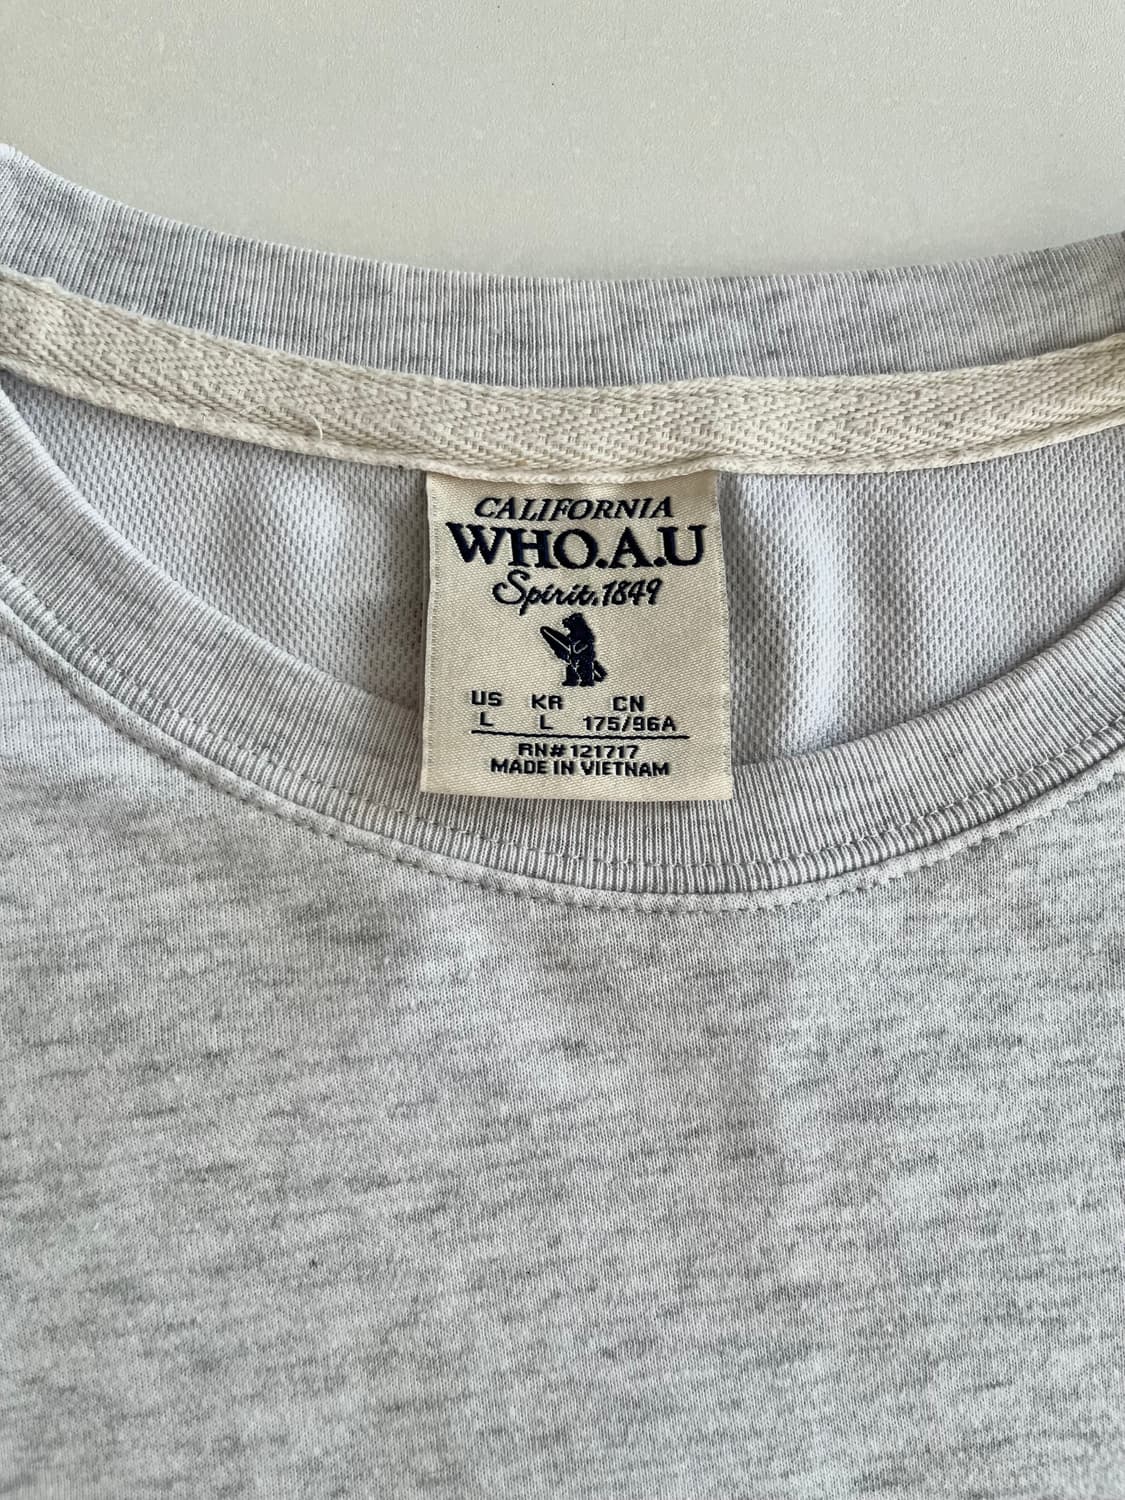 CALIFORNIA
WHO.A.U
Spirit.1849
US KR CN
L L 175/96A
RN#121717
MADE IN VIETNAM